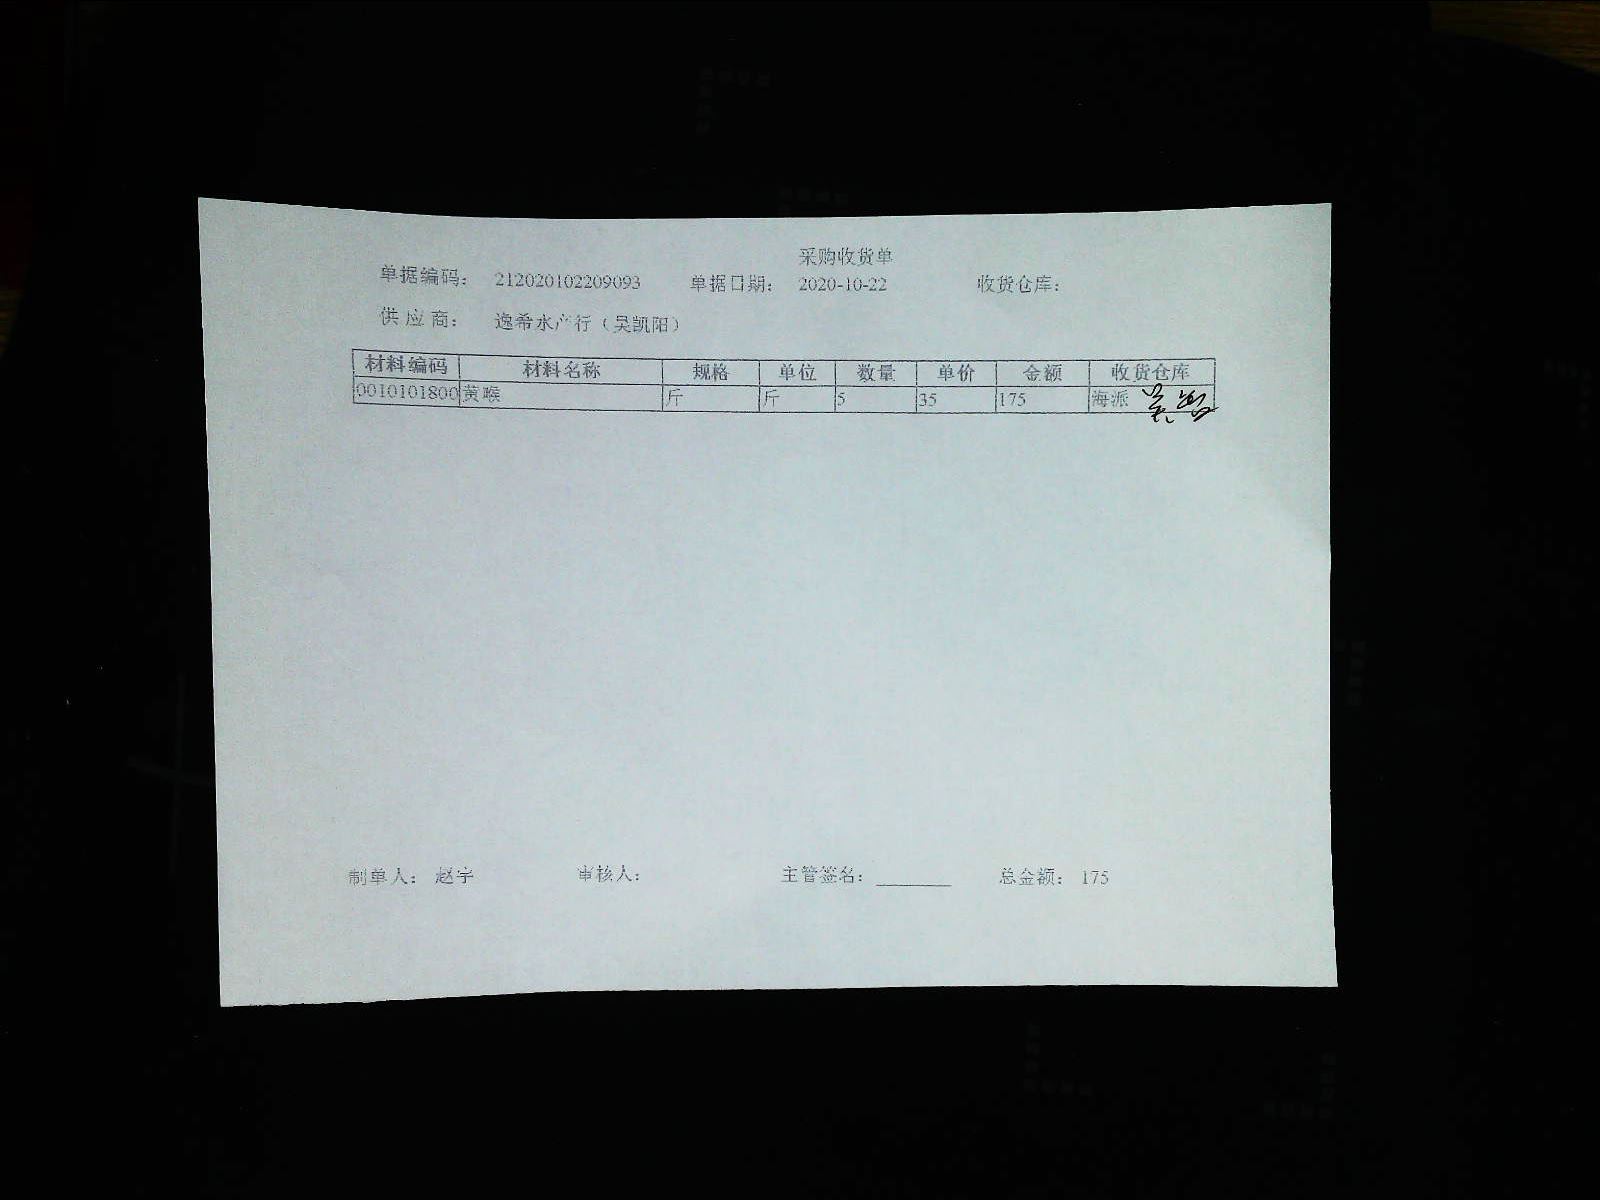 采购收货单
单据编码： 212020102209093 单据日期： 2020-10-22 收货仓库：
供应商： 逸希水产行（吴凯阳）
材料编码 材料名称 规格 单位 数量 单价 金额 收货仓库
0010101800 黄喉 斤 斤 5 35 175 海派
制单人： 赵宇 审核人： 主管签名： 总金额： 175